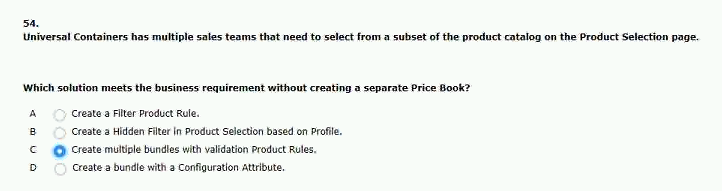 54.
Universal Containers has multiple sales teams that need to select from a subset of the product catalog on the Product Selection page.
Which solution meets the business requirement without creating a separate Price Book?
A Create a Filter Product Rule.
B Create a Hidden Filter in Product Selection based on Profile.
C Create multiple bundles with validation Product Rules.
D Create a bundle with a Configuration Attribute.